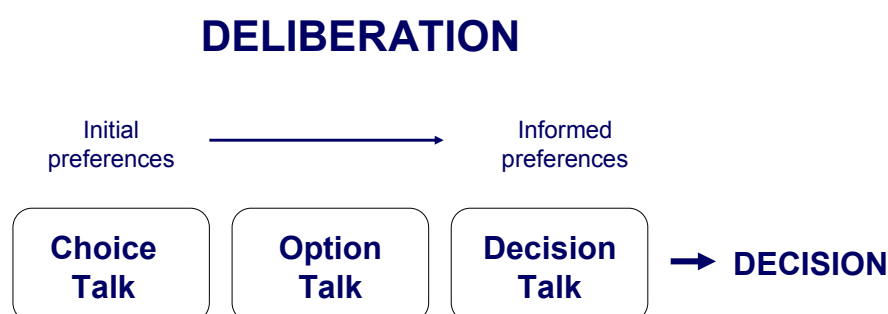 DELIBERATION
Initial
preferences
Informed
preferences
Choice
Talk
Option
Talk
Decision
Talk
DECISION